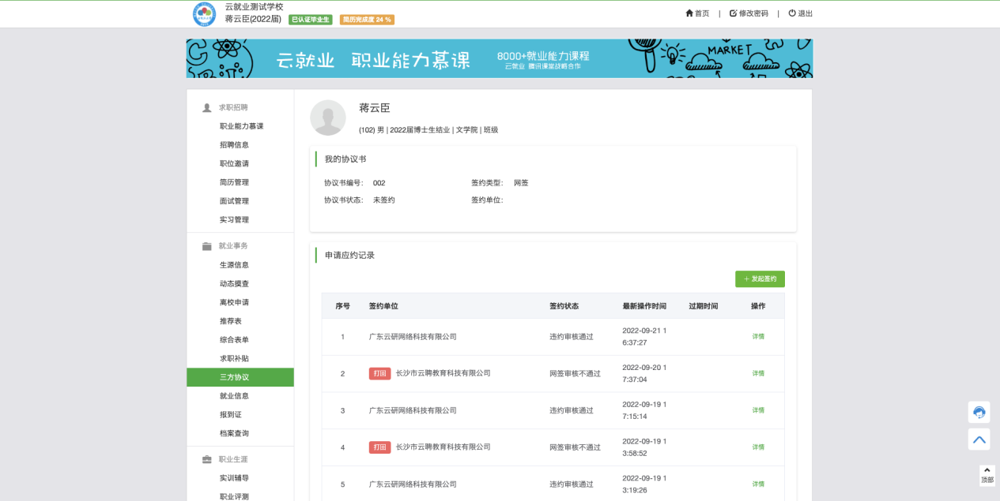 云就业测试学校
蒋云臣(2022届) 已认证毕业生 简历完成度 24 %
首页 | 修改密码 | 退出
云就业 职业能力慕课
8000+就业能力课程
云就业 腾讯课堂战略合作
MARKET
求职招聘
职业能力慕课
招聘信息
职位邀请
简历管理
面试管理
实习管理
就业事务
生源信息
动态摸查
离校申请
推荐表
综合表单
求职补贴
三方协议
就业信息
报到证
档案查询
职业生涯
实训辅导
职业评测
蒋云臣
(102) 男 | 2022届博士生结业 | 文学院 | 班级
我的协议书
协议书编号: 002 签约类型: 网签
协议书状态: 未签约 签约单位:
申请应约记录
+ 发起签约
序号 签约单位 签约状态 最新操作时间 过期时间 操作
1 广东云研网络科技有限公司 违约审核通过 2022-09-21 1
6:37:27 详情
2 打回 长沙市云聘教育科技有限公司 网签审核不通过 2022-09-20 1
7:37:04 详情
3 广东云研网络科技有限公司 违约审核通过 2022-09-19 1
7:15:14 详情
4 打回 长沙市云聘教育科技有限公司 网签审核不通过 2022-09-19 1
3:58:52 详情
5 广东云研网络科技有限公司 违约审核通过 2022-09-19 1
3:19:26 详情
顶部